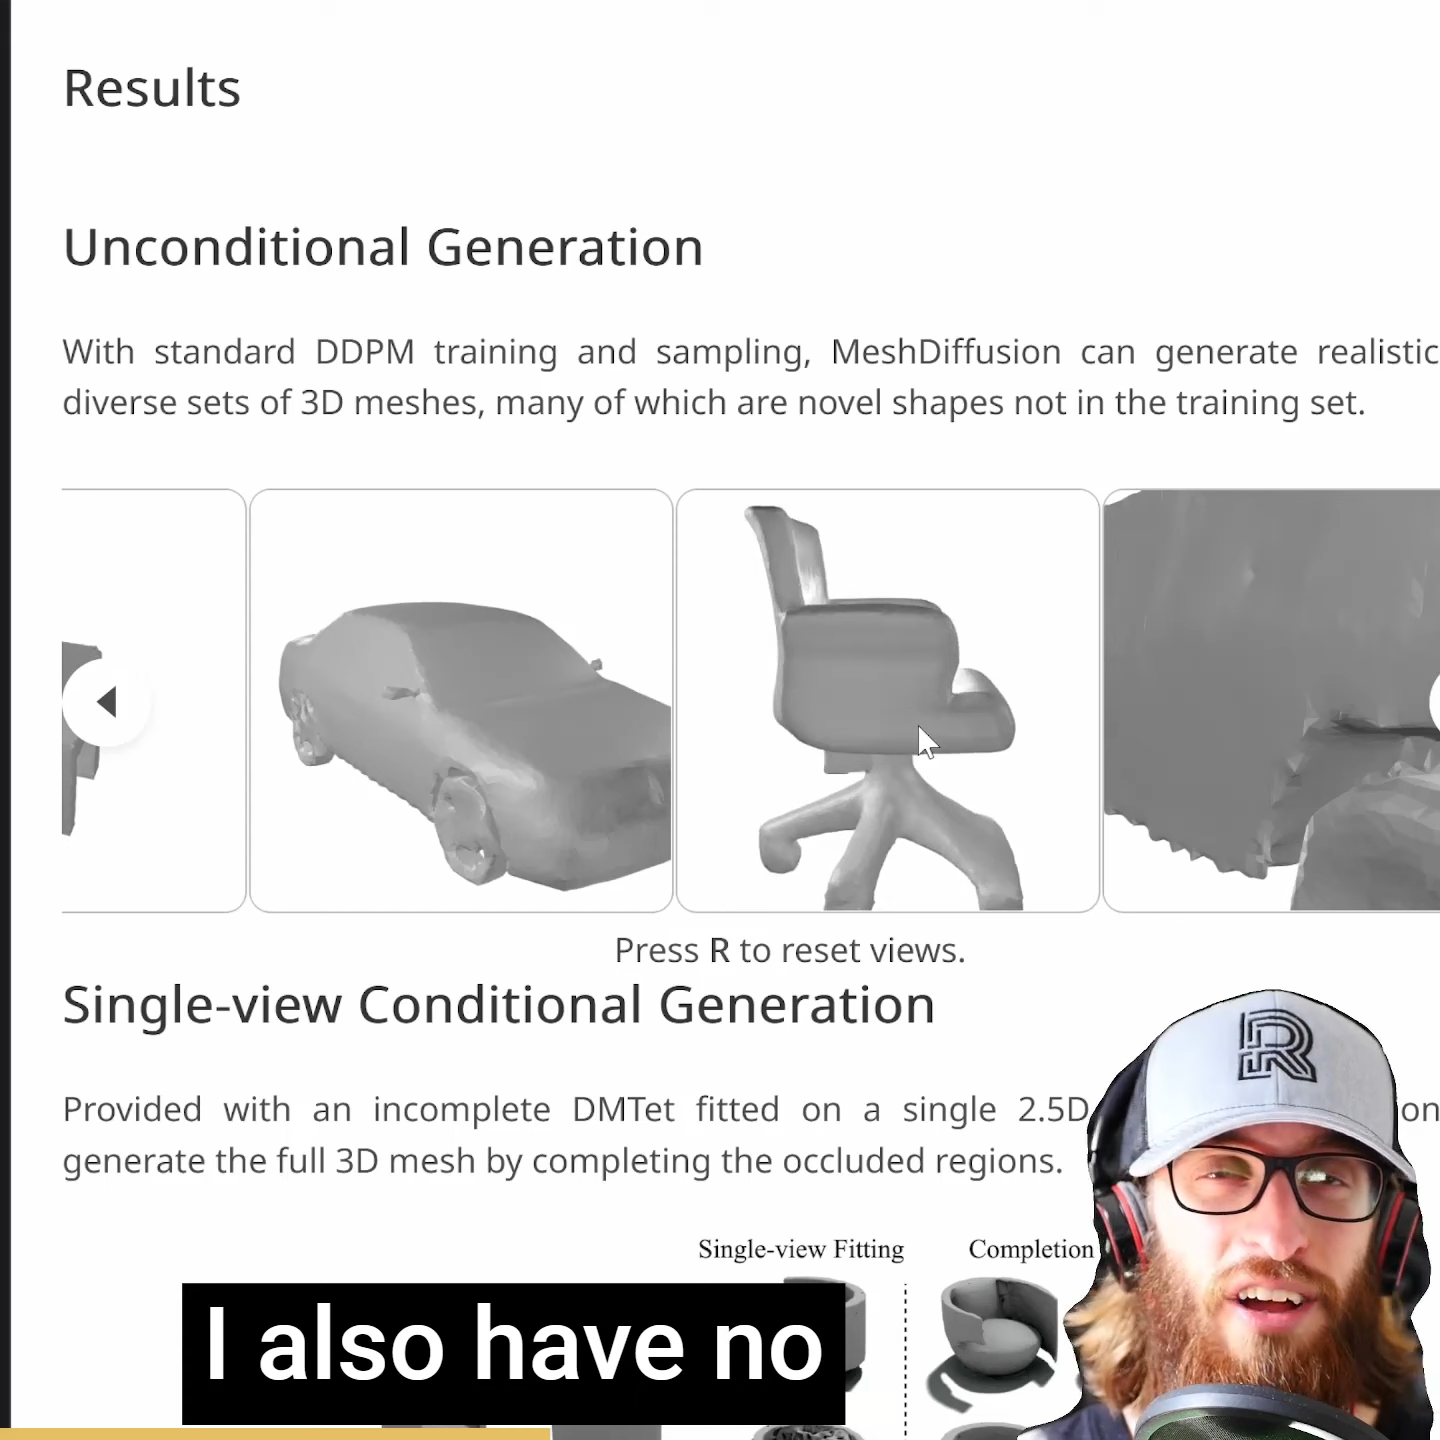 Results
Unconditional Generation
With standard DDPM training and sampling, MeshDiffusion can generate realistic
diverse sets of 3D meshes, many of which are novel shapes not in the training set.
Press R to reset views.
Single-view Conditional Generation
Provided with an incomplete DMTet fitted on a single 2.5D on
generate the full 3D mesh by completing the occluded regions.
Single-view Fitting Completion
R
I also have no